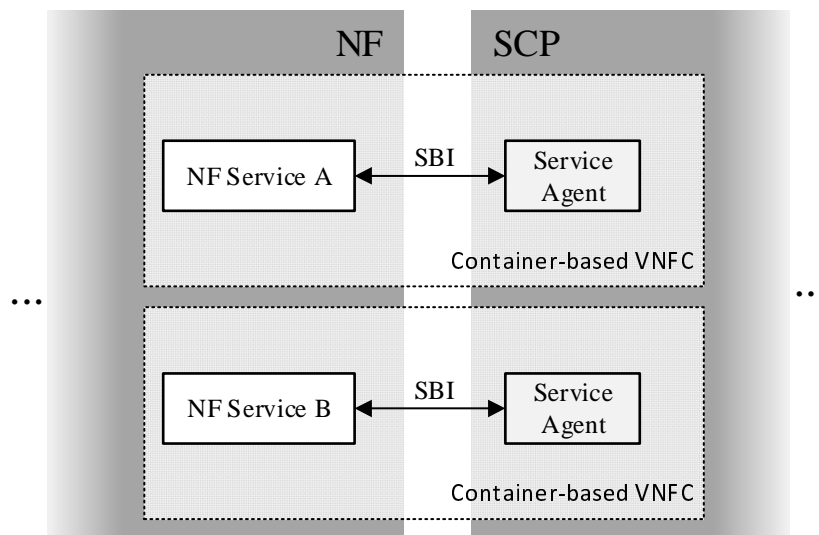 NF SCP
NF Service A
SBI
Service
Agent
Container-based VNFC
...
..
NF Service B
SBI
Service
Agent
Container-based VNFC